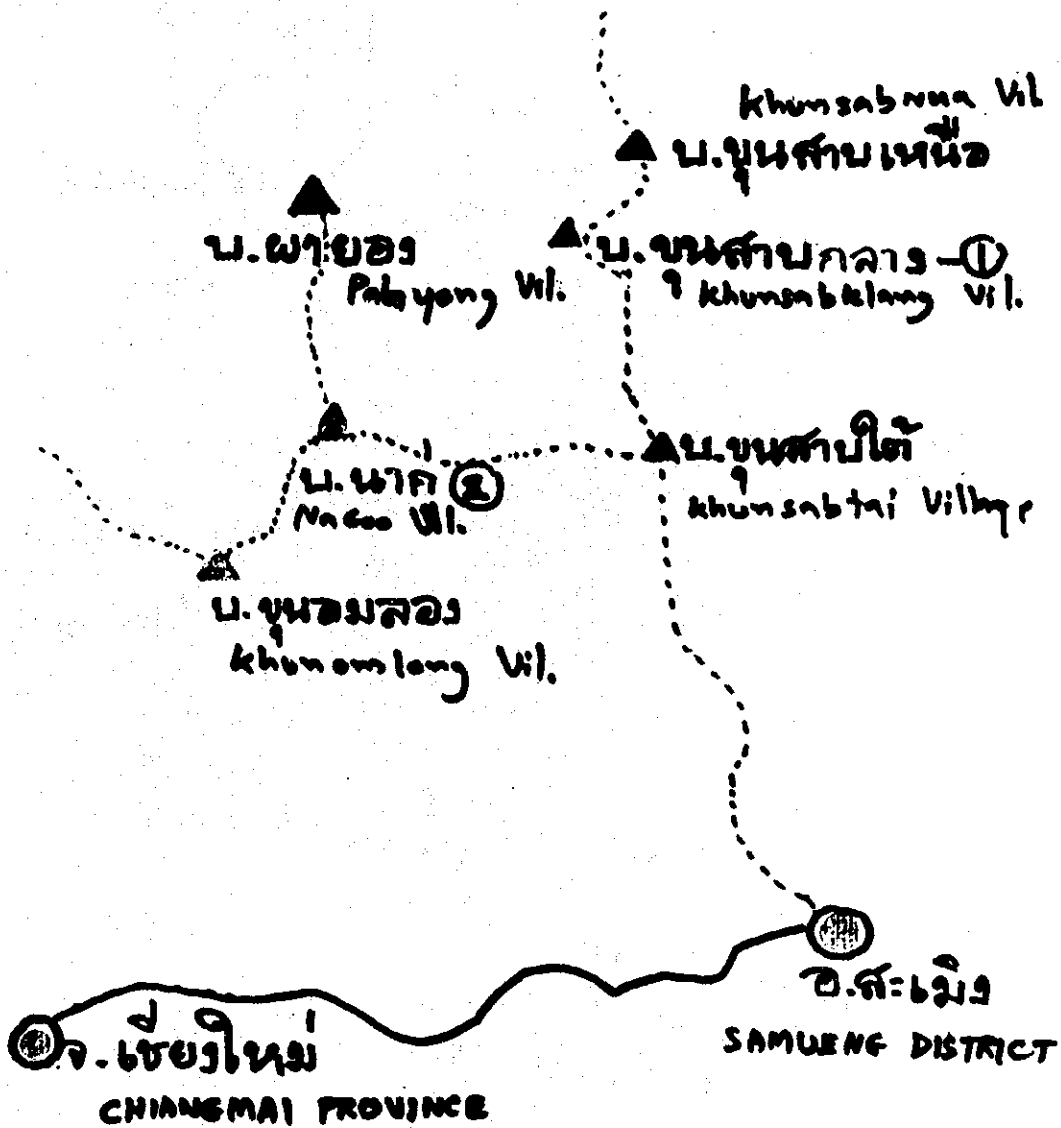 Khunsabnua Vil
บ.ขุนสาบเหนือ
บ.ผายอง
Pabayong Vil.
บ.ขุนสาบกลาง-①
Khunsabklang Vil.
บ.นาคู่ ②
Nacoo Vil.
บ.ขุนสาบใต้
khunsabtai Village
บ.ขุนอมลอง
khunomlong Vil.
อ.สะเมิง
SAMUENG DISTRICT
จ.เชียงใหม่
CHIANGMAI PROVINCE